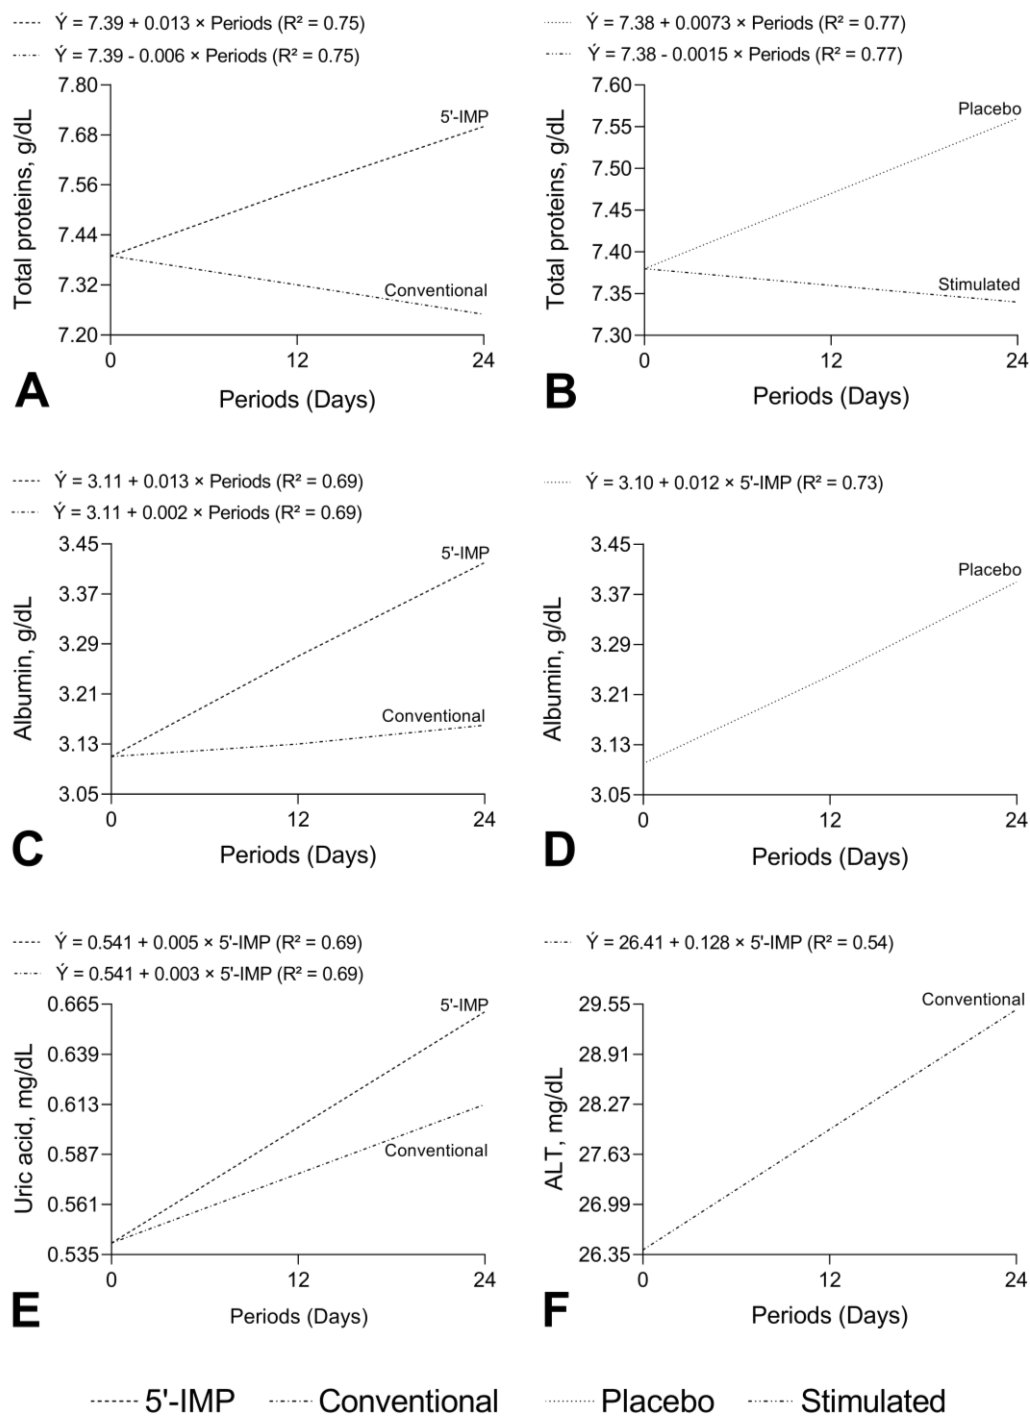 Ý = 7.39 + 0.013 × Periods (R² = 0.75)
Ý = 7.39 - 0.006 × Periods (R² = 0.75)
7.80
7.68
7.56
7.44
7.32
7.20
Total proteins, g/dL
5'-IMP
Conventional
0
12
24
Periods (Days)
A
Ý = 7.38 + 0.0073 × Periods (R² = 0.77)
Ý = 7.38 - 0.0015 × Periods (R² = 0.77)
7.60
7.55
7.50
7.45
7.40
7.35
7.30
Total proteins, g/dL
Placebo
Stimulated
0
12
24
Periods (Days)
B
Ý = 3.11 + 0.013 × Periods (R² = 0.69)
Ý = 3.11 + 0.002 × Periods (R² = 0.69)
3.45
3.37
3.29
3.21
3.13
3.05
Albumin, g/dL
5'-IMP
Conventional
0
12
24
Periods (Days)
C
Ý = 3.10 + 0.012 × 5'-IMP (R² = 0.73)
3.45
3.37
3.29
3.21
3.13
3.05
Albumin, g/dL
Placebo
0
12
24
Periods (Days)
D
Ý = 0.541 + 0.005 × 5'-IMP (R² = 0.69)
Ý = 0.541 + 0.003 × 5'-IMP (R² = 0.69)
0.665
0.639
0.613
0.587
0.561
0.535
Uric acid, mg/dL
5'-IMP
Conventional
0
12
24
Periods (Days)
E
Ý = 26.41 + 0.128 × 5'-IMP (R² = 0.54)
29.55
28.91
28.27
27.63
26.99
26.35
ALT, mg/dL
Conventional
0
12
24
Periods (Days)
F
5'-IMP Conventional Placebo Stimulated